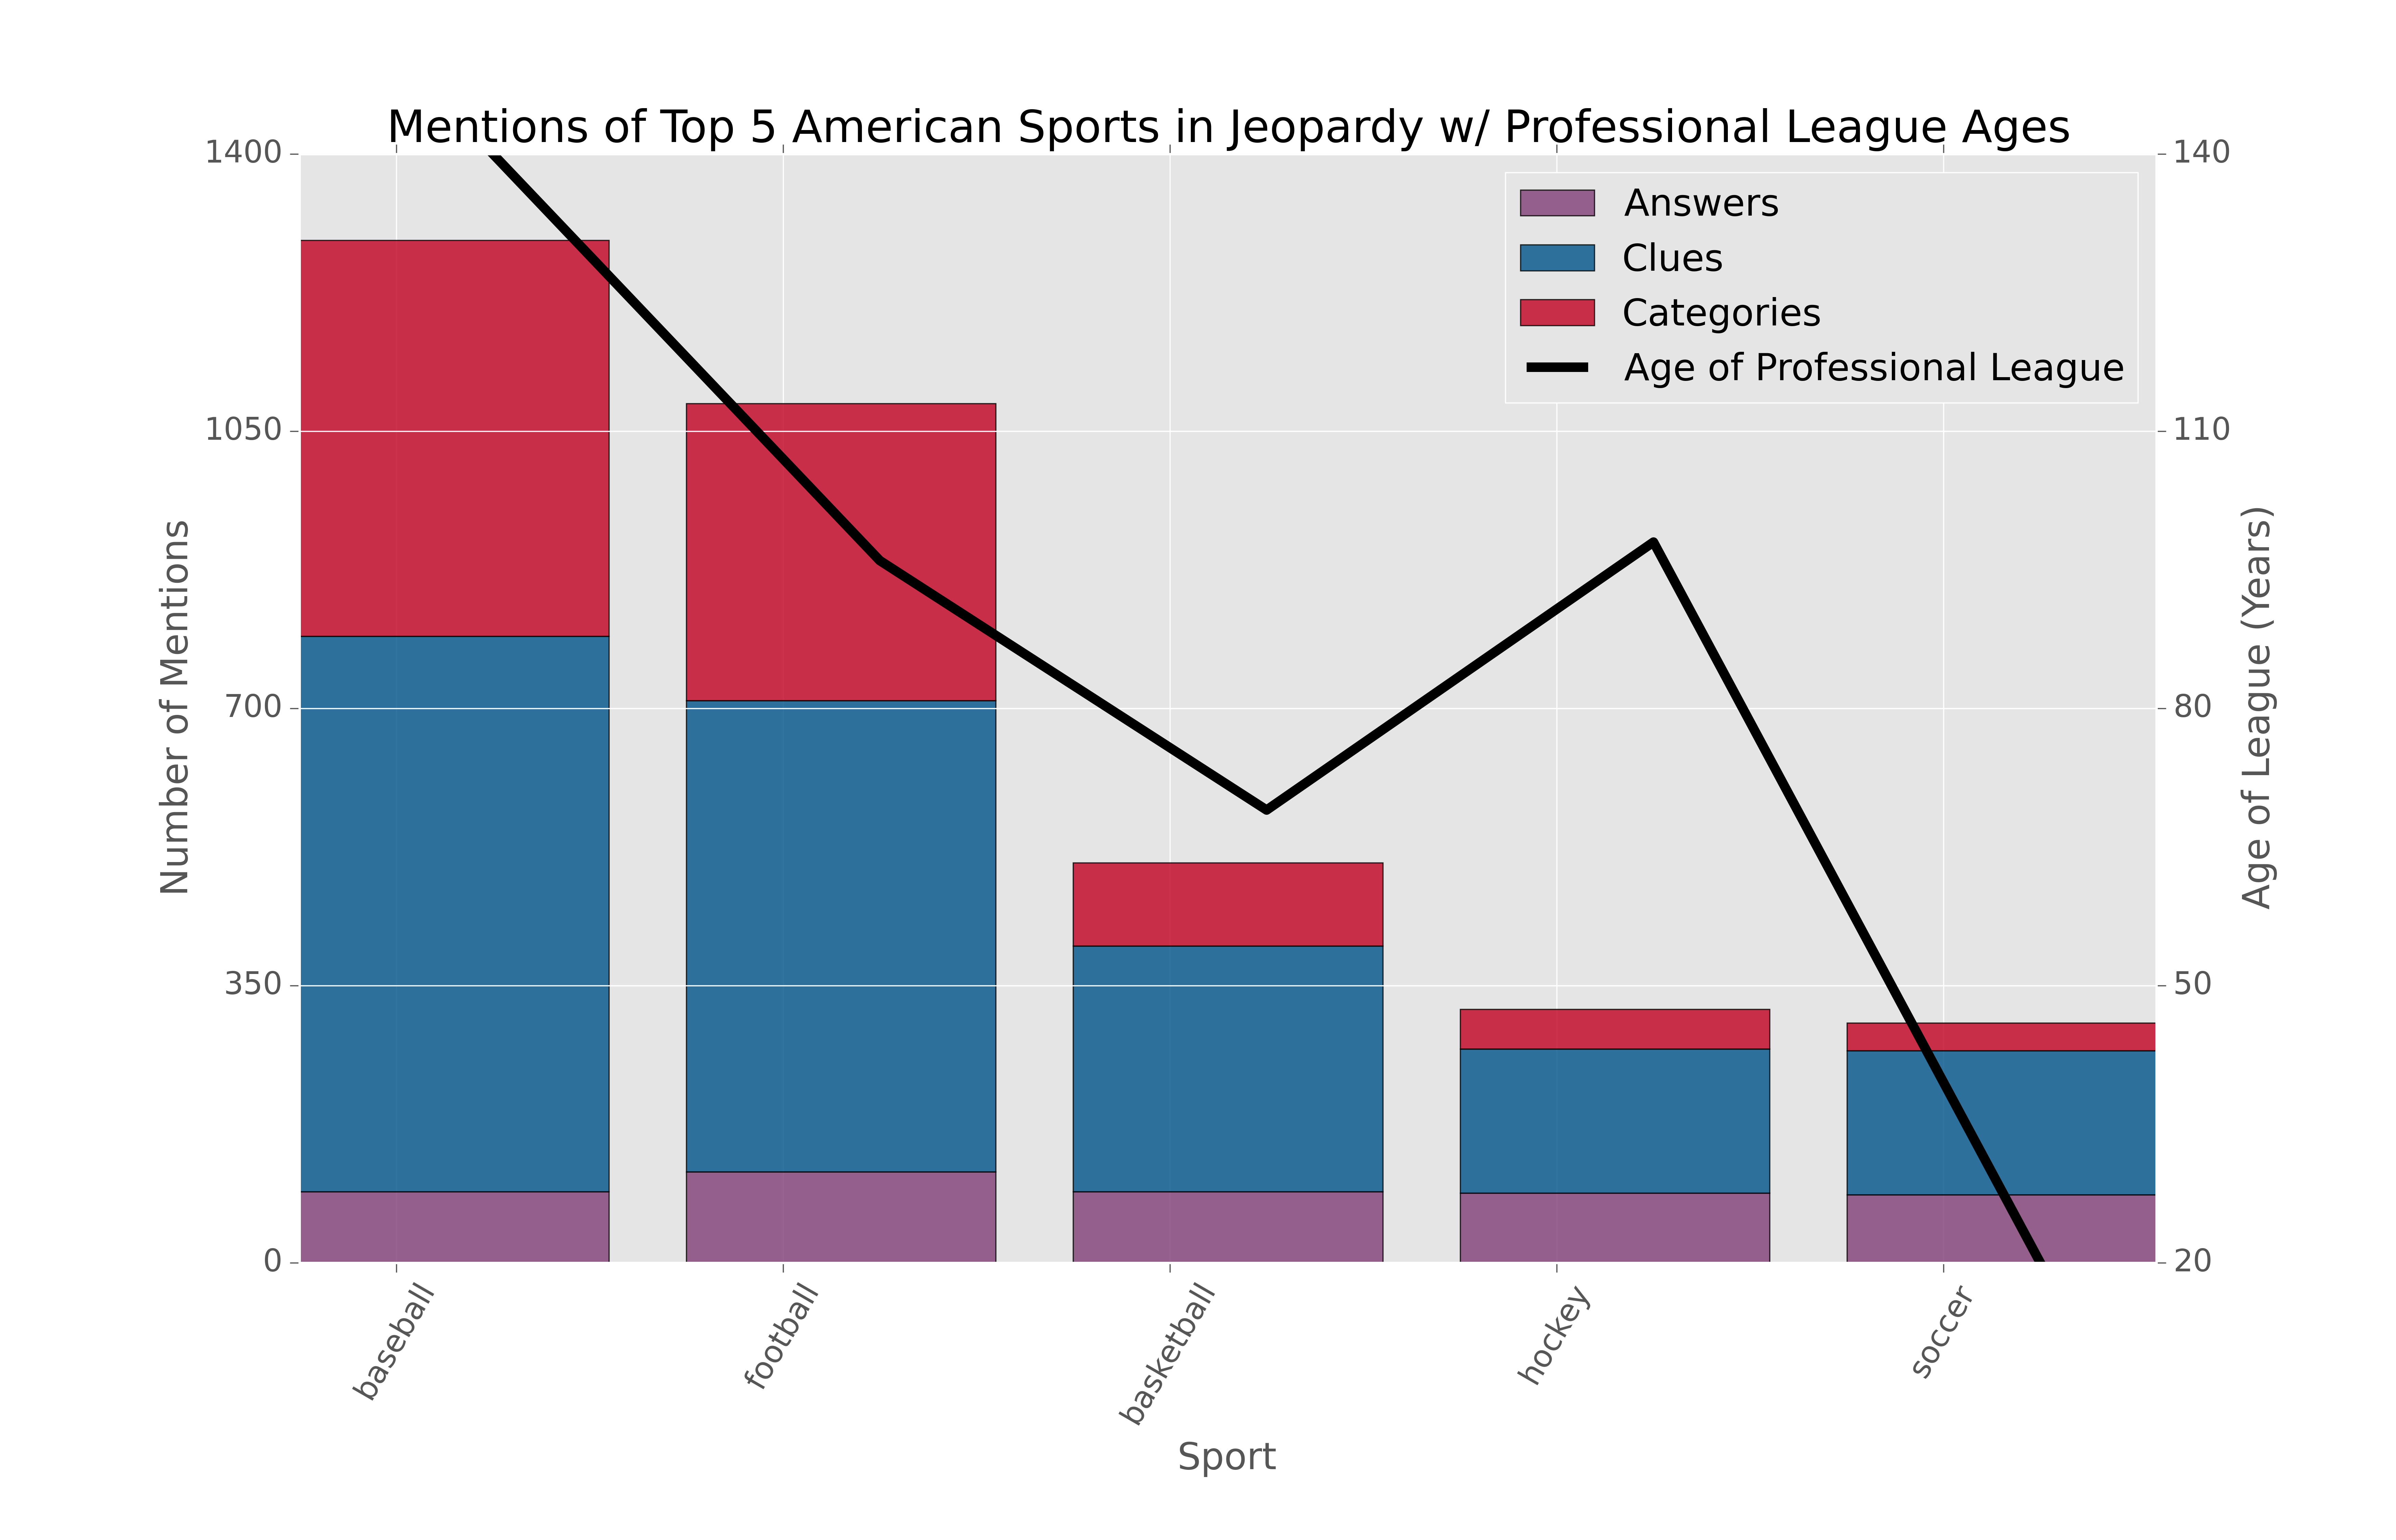 Mentions of Top 5 American Sports in Jeopardy w/ Professional League Ages
Answers
Clues
Categories
Age of Professional League
Number of Mentions
1400
1050
700
350
0
140
110
80
50
20
Age of League (Years)
baseball
football
basketball
hockey
soccer
Sport